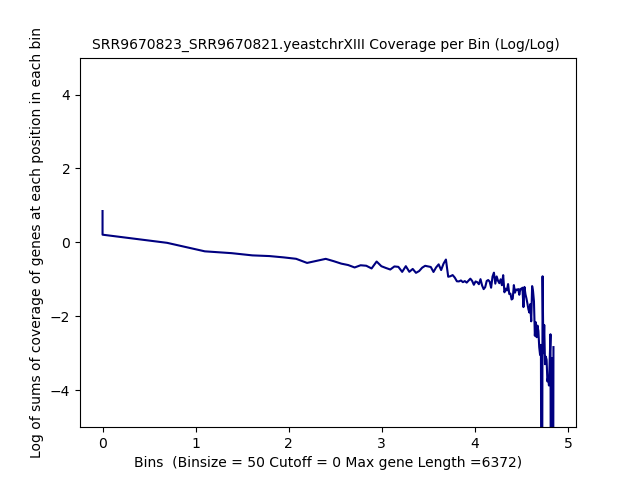 SRR9670823_SRR9670821.yeastchrXIII Coverage per Bin (Log/Log)
Log of sums of coverage of genes at each position in each bin
4
2
0
−2
−4
0 1 2 3 4 5
Bins  (Binsize = 50 Cutoff = 0 Max gene Length =6372)